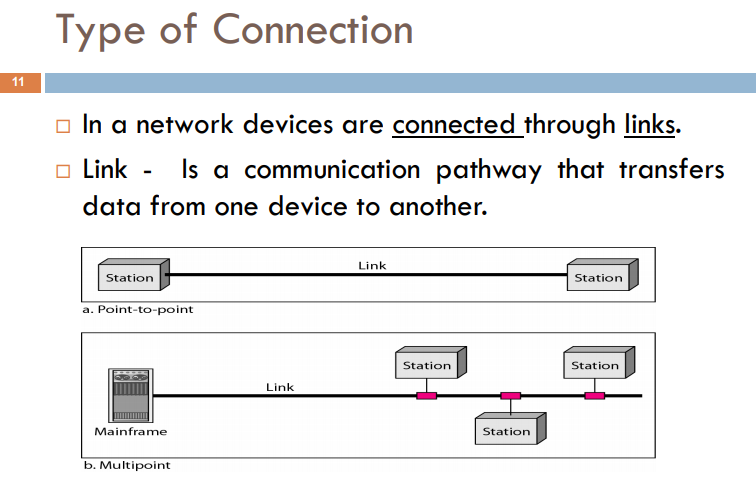 Type of Connection
11
In a network devices are connected through links.
Link - Is a communication pathway that transfers
data from one device to another.
Link
Station
Station
a. Point-to-point
Station
Station
Link
Mainframe
Station
b. Multipoint